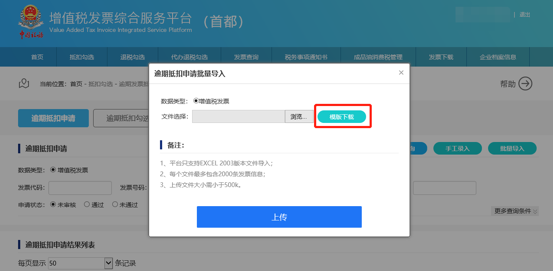 增值税发票综合服务平台 （首都）
Value Added Tax Invoice Integrated Service Platform
退出
首页 抵扣勾选 退税勾选 代办退税勾选 发票查询 税务事项通知书 成品油消费税管理 发票下载 企业档案信息
当前位置：首页 - 抵扣勾选 - 逾期发票抵
帮助
逾期抵扣申请 逾期抵扣勾选
逾期抵扣申请批量导入 ×
数据类型： 增值税发票
文件选择： 浏览... 模版下载
备注：
1、平台只支持EXCEL 2003版本文件导入；
2、每个文件最多包含2000条发票信息；
3、上传文件大小需小于500k。
上传
逾期抵扣申请
询 手工录入 数据导入
数据类型： 增值税发票
发票代码： 发票号码：
申请状态： 未审核 通过 未通过
更多查询条件
逾期抵扣申请结果列表
每页显示 50 条记录